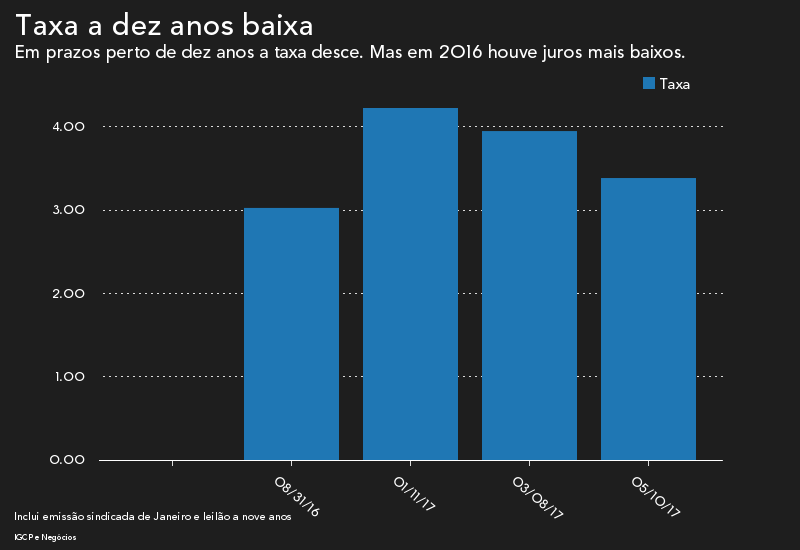 Taxa a dez anos baixa
Em prazos perto de dez anos a taxa desce. Mas em 2016 houve juros mais baixos.
Taxa
4.00
3.00
2.00
1.00
0.00
08/31/16
01/11/17
03/08/17
05/10/17
Inclui emissão sindicada de Janeiro e leilão a nove anos
IGCP e Negócios